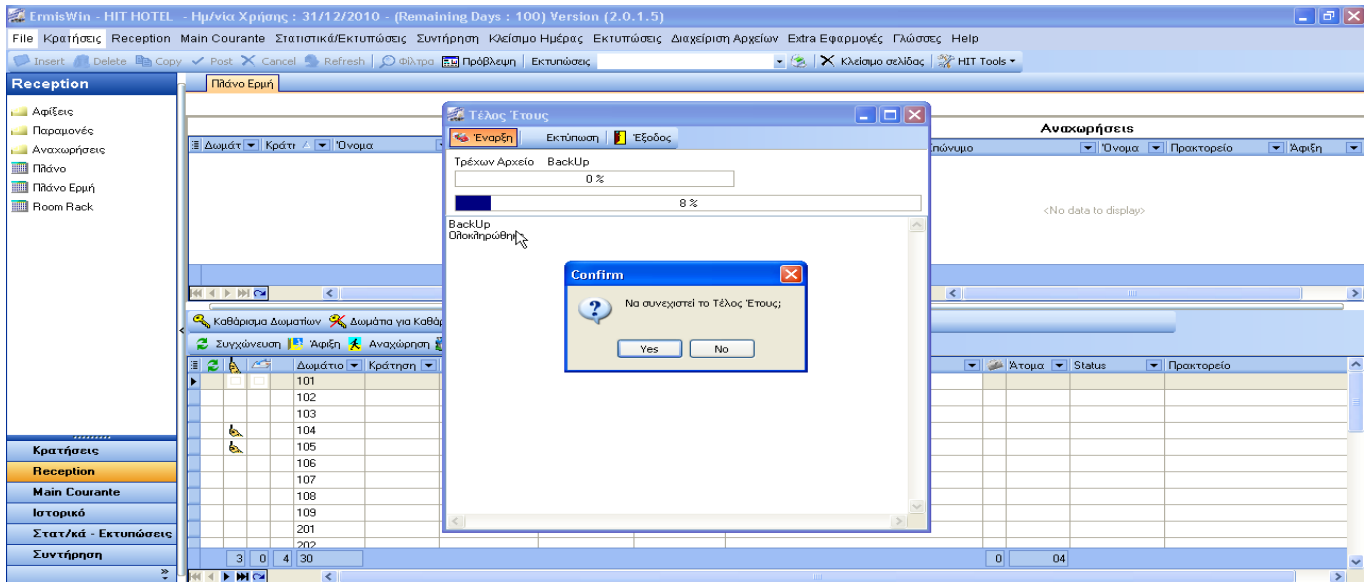 ErmisWin - HIT HOTEL - Ημ/νία Χρήσης : 31/12/2010 - (Remaining Days : 100) Version (2.0.1.5)
File Κρατήσεις Reception Main Courante Στατιστικά/Εκτυπώσεις Συντήρηση Κλείσιμο Ημέρας Εκτυπώσεις Διαχείριση Αρχείων Extra Εφαρμογές Γλώσσες Help
Insert Delete Copy Post Cancel Refresh Φίλτρα Πρόβλεψη Εκτυπώσεις Κλείσιμο σελίδας HIT Tools
Reception
Πλάνο Ερμή
Αφίξεις
Παραμονές
Αναχωρήσεις
Πλάνο
Πλάνο Ερμή
Room Rack
Αναχωρήσεις
Δωμάτ Κράτι Όνομα
πώνυμο Όνομα Πρακτορείο Άφιξη
<No data to display>
Τέλος Έτους
Έναρξη Εκτύπωση Έξοδος
Τρέχων Αρχείο BackUp
0 %
8 %
BackUp
Ολοκληρώθηκ
Confirm
Να συνεχιστεί το Τέλος Έτους;
Yes No
Καθάρισμα Δωματίων Δωμάτια για Καθάρ
Συγχώνευση Άφιξη Αναχώρηση
Δωμάτιο Κράτηση Άτομα Status Πρακτορείο
101
102
103
104
105
106
107
108
109
201
202
3 0 4 30 0 04
Κρατήσεις
Reception
Main Courante
Ιστορικό
Στατ/κά - Εκτυπώσεις
Συντήρηση